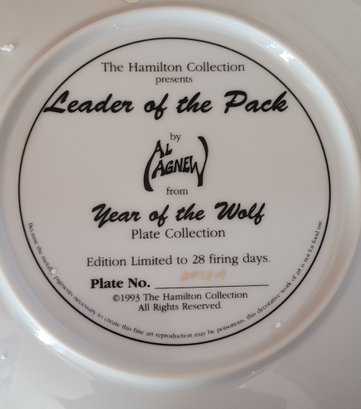 The Hamilton Collection
presents
Leader of the Pack
by
AL
AGNEW
from
Year of the Wolf
Plate Collection
Edition Limited to 28 firing days.
Plate No.
©1993 The Hamilton Collection
All Rights Reserved.
Because the metallic pigments necessary to create this fine art reproduction may be poisonous, this decorative work of art is not for food use.